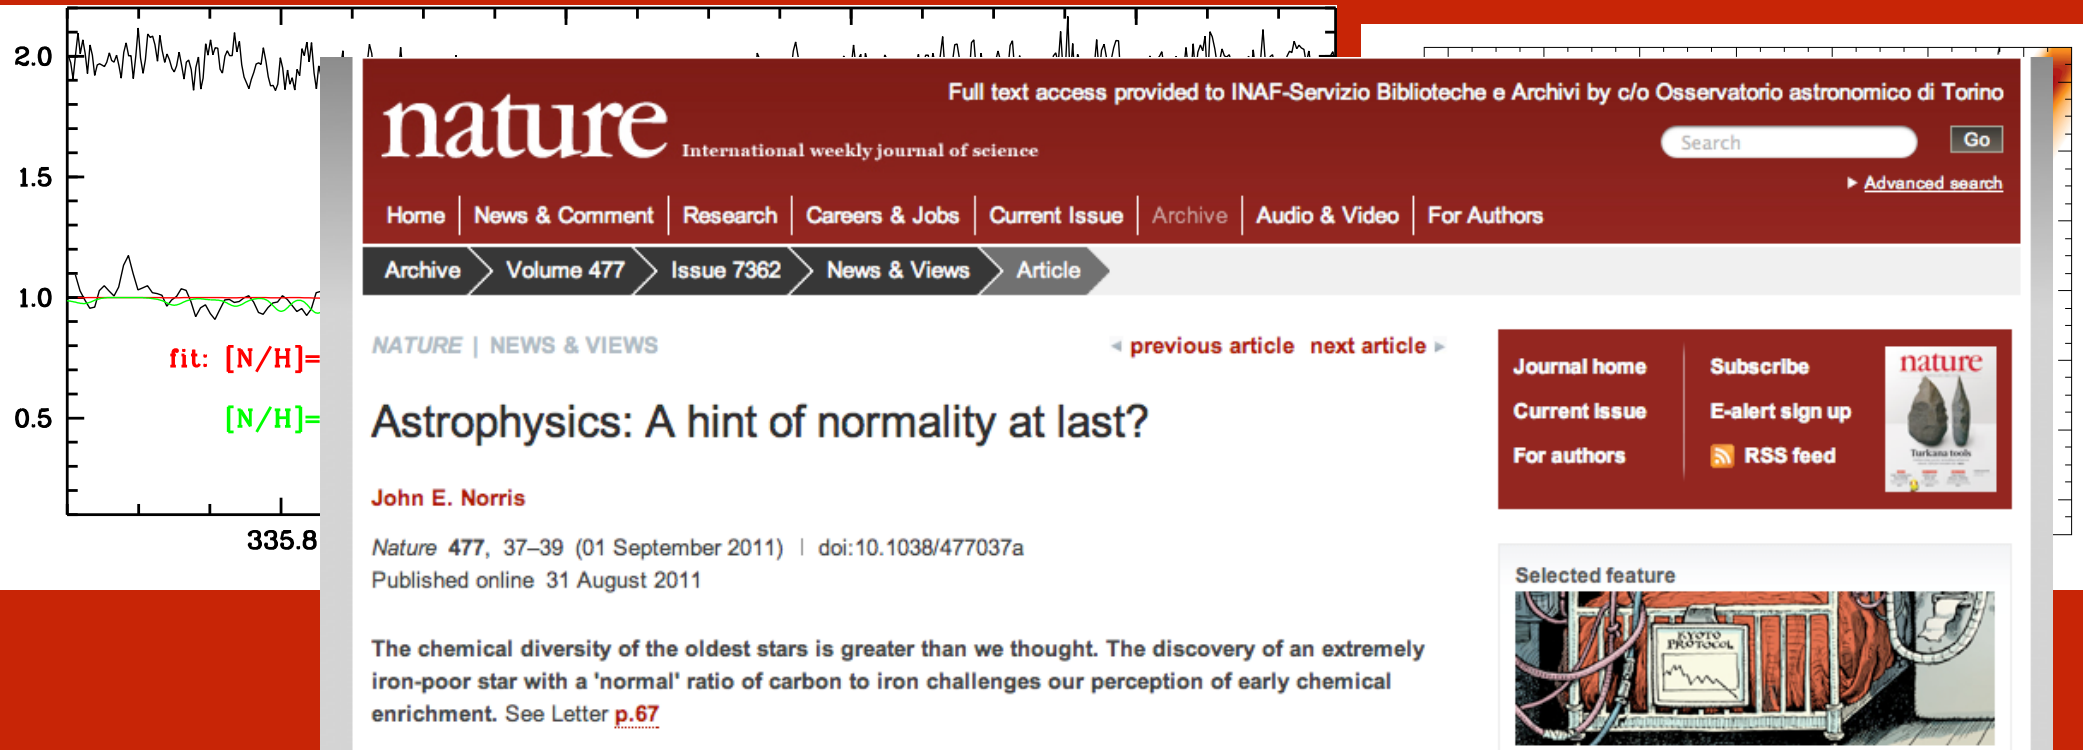 2.0
1.5
1.0
0.5
fit: [N/H]=
[N/H]=
335.8
Full text access provided to INAF-Servizio Biblioteche e Archivi by c/o Osservatorio astronomico di Torino
nature International weekly journal of science
Search Go
Advanced search
Home News & Comment Research Careers & Jobs Current Issue Archive Audio & Video For Authors
Archive Volume 477 Issue 7362 News & Views Article
NATURE | NEWS & VIEWS
previous article next article
Astrophysics: A hint of normality at last?
John E. Norris
Nature 477, 37–39 (01 September 2011) | doi:10.1038/477037a
Published online 31 August 2011
The chemical diversity of the oldest stars is greater than we thought. The discovery of an extremely
iron-poor star with a 'normal' ratio of carbon to iron challenges our perception of early chemical
enrichment. See Letter p.67
Journal home Subscribe
Current issue E-alert sign up
For authors RSS feed
nature
Turkana tools
Selected feature
KYOTO
PROTOCOL